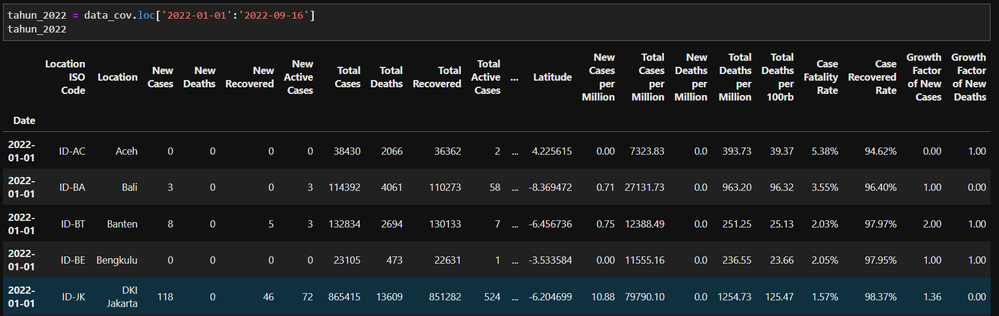 tahun_2022 = data_cov.loc['2022-01-01':'2022-09-16']
tahun_2022
Location ISO Code Location New Cases New Deaths New Recovered New Active Cases Total Cases Total Deaths Total Recovered Total Active Cases ... Latitude New Cases per Million Total Cases per Million New Deaths per Million Total Deaths per Million Total Deaths per 100rb Case Fatality Rate Case Recovered Rate Growth Factor of New Cases Growth Factor of New Deaths
Date
2022-01-01 ID-AC Aceh 0 0 0 0 38430 2066 36362 2 ... 4.225615 0.00 7323.83 0.0 393.73 39.37 5.38% 94.62% 0.00 1.00
2022-01-01 ID-BA Bali 3 0 0 3 114392 4061 110273 58 ... -8.369472 0.71 27131.73 0.0 963.20 96.32 3.55% 96.40% 1.00 0.00
2022-01-01 ID-BT Banten 8 0 5 3 132834 2694 130133 7 ... -6.456736 0.75 12388.49 0.0 251.25 25.13 2.03% 97.97% 2.00 1.00
2022-01-01 ID-BE Bengkulu 0 0 0 0 23105 473 22631 1 ... -3.533584 0.00 11555.16 0.0 236.55 23.66 2.05% 97.95% 1.00 1.00
2022-01-01 ID-JK DKI Jakarta 118 0 46 72 865415 13609 851282 524 ... -6.204699 10.88 79790.10 0.0 1254.73 125.47 1.57% 98.37% 1.36 0.00